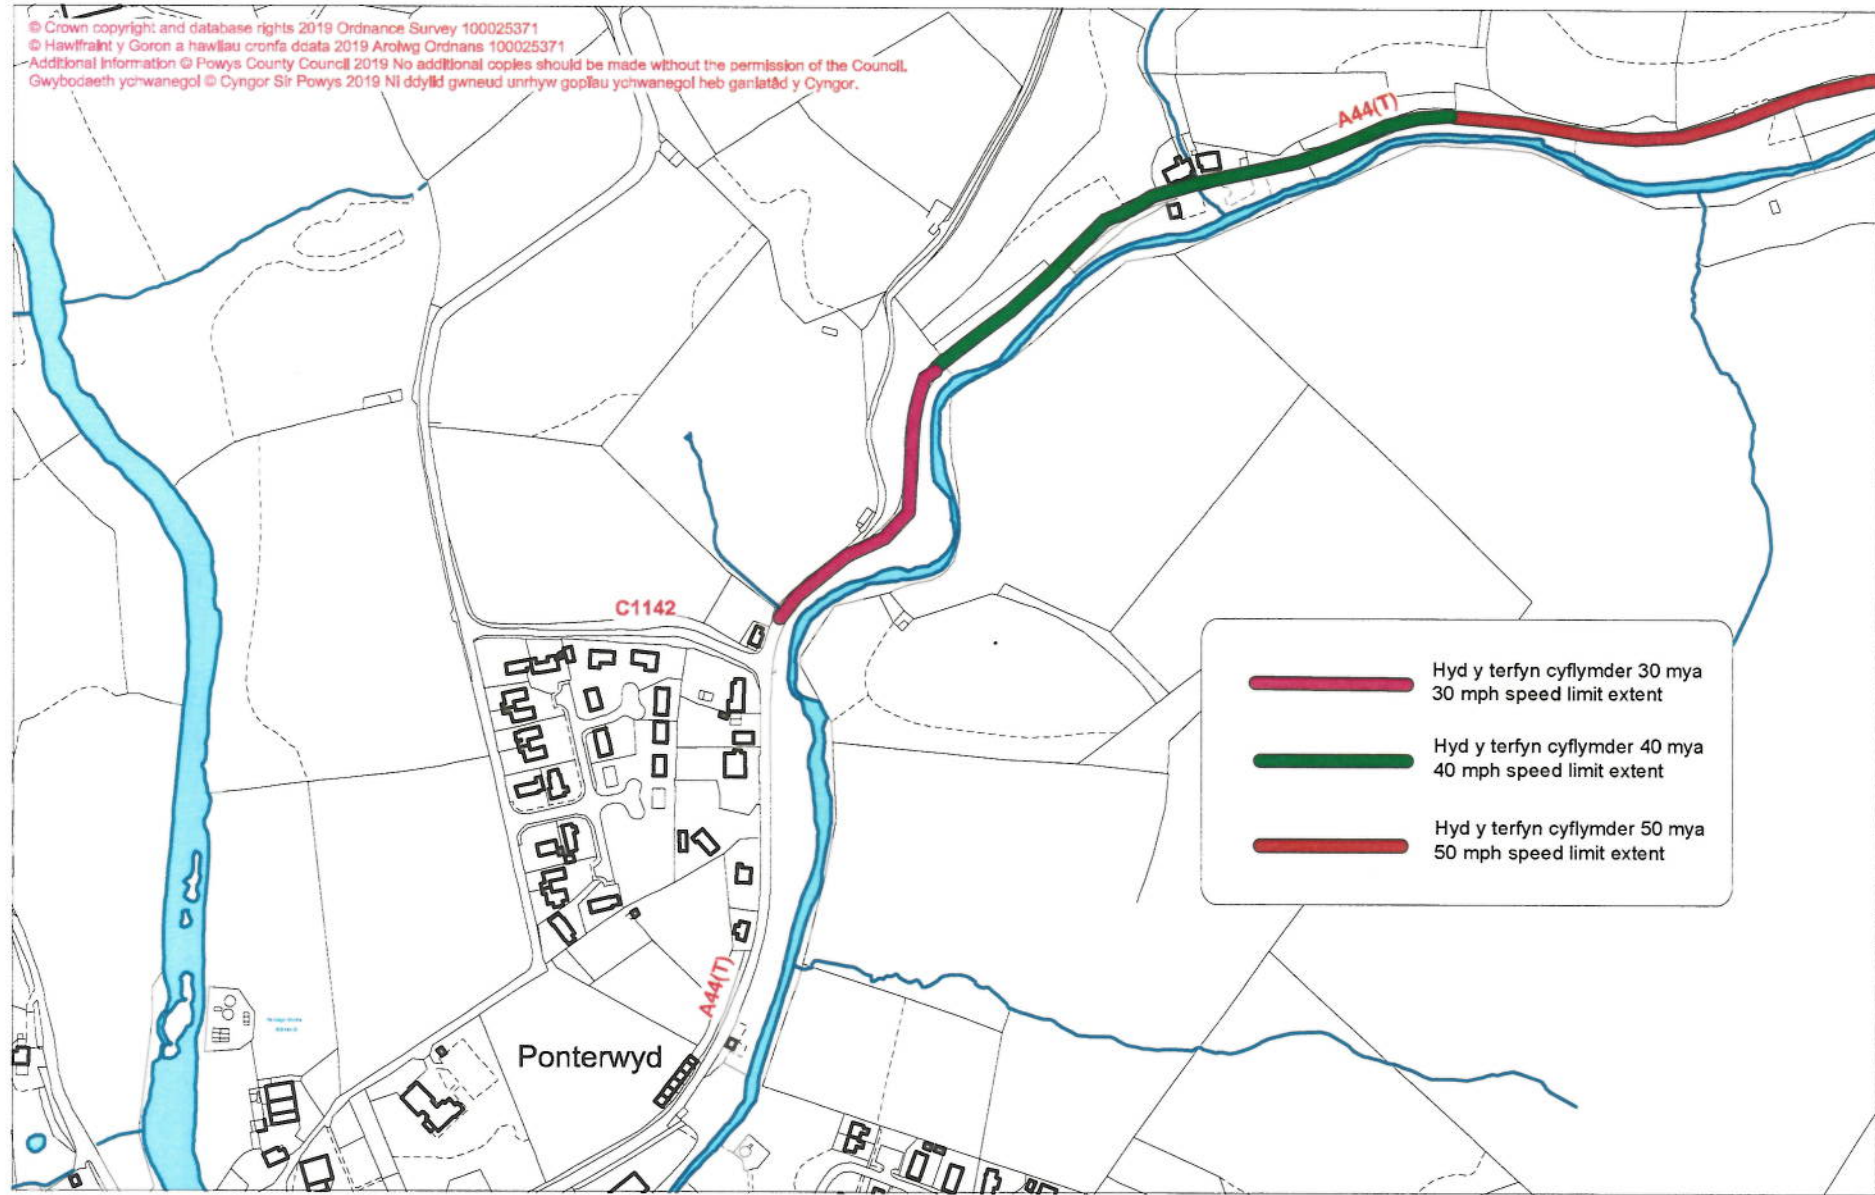 © Crown copyright and database rights 2019 Ordnance Survey 100025371
© Hawlfraint y Goron a hawliau cronfa ddata 2019 Arolwg Ordnans 100025371
Additional Information © Powys County Council 2019 No additional copies should be made without the permission of the Council.
Gwybodaeth ychwanegol © Cyngor Sir Powys 2019 Ni ddylid gwneud unrhyw gopïau ychwanegol heb ganiatâd y Cyngor.
A44(T)
C1142
Hyd y terfyn cyflymder 30 mya
30 mph speed limit extent
Hyd y terfyn cyflymder 40 mya
40 mph speed limit extent
Hyd y terfyn cyflymder 50 mya
50 mph speed limit extent
A44(T)
Ponterwyd